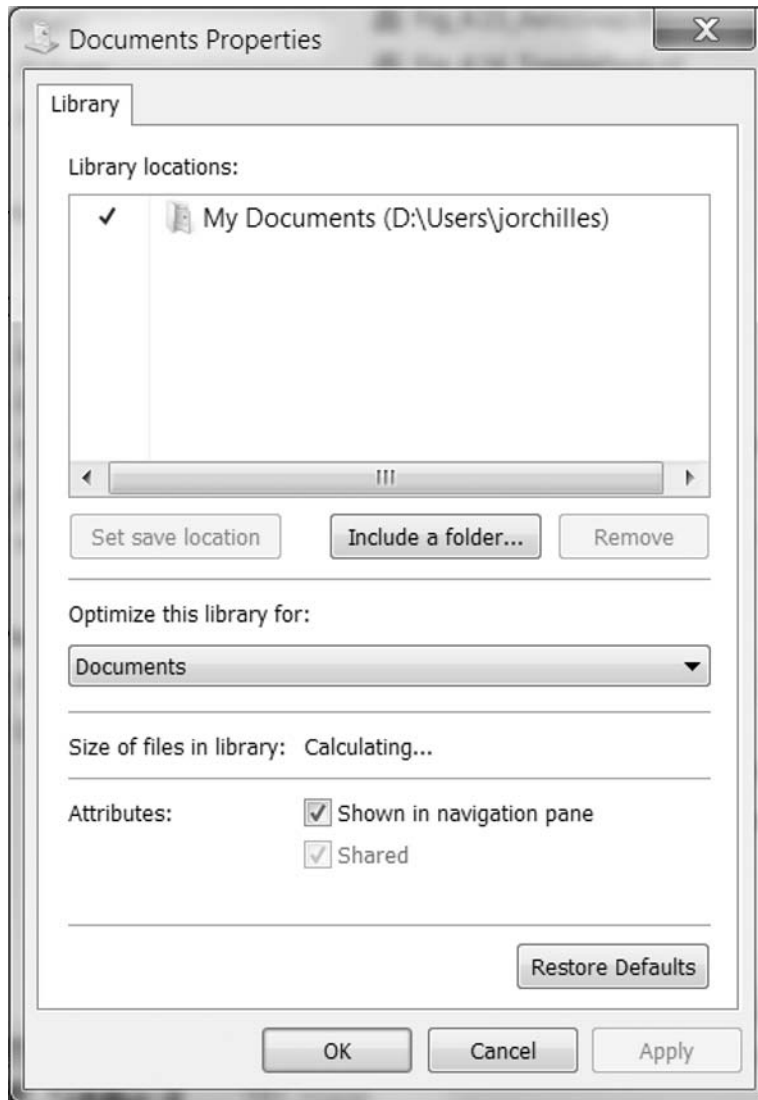 Documents Properties
Library
Library locations:
My Documents (D:\Users\jorchilles)
Set save location Include a folder... Remove
Optimize this library for:
Documents
Size of files in library: Calculating...
Attributes: Shown in navigation pane
Shared
Restore Defaults
OK Cancel Apply